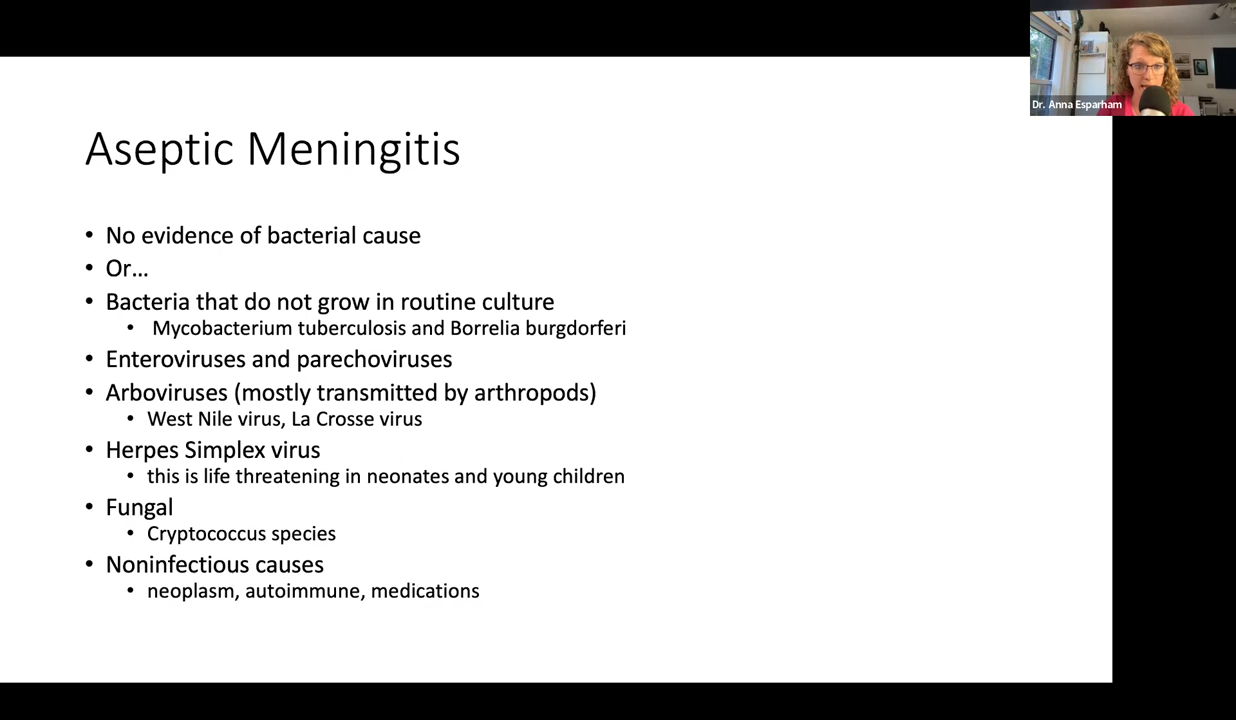 Dr. Anna Esparham
Aseptic Meningitis
• No evidence of bacterial cause
• Or...
• Bacteria that do not grow in routine culture
• Mycobacterium tuberculosis and Borrelia burgdorferi
• Enteroviruses and parechoviruses
• Arboviruses (mostly transmitted by arthropods)
• West Nile virus, La Crosse virus
• Herpes Simplex virus
• this is life threatening in neonates and young children
• Fungal
• Cryptococcus species
• Noninfectious causes
• neoplasm, autoimmune, medications